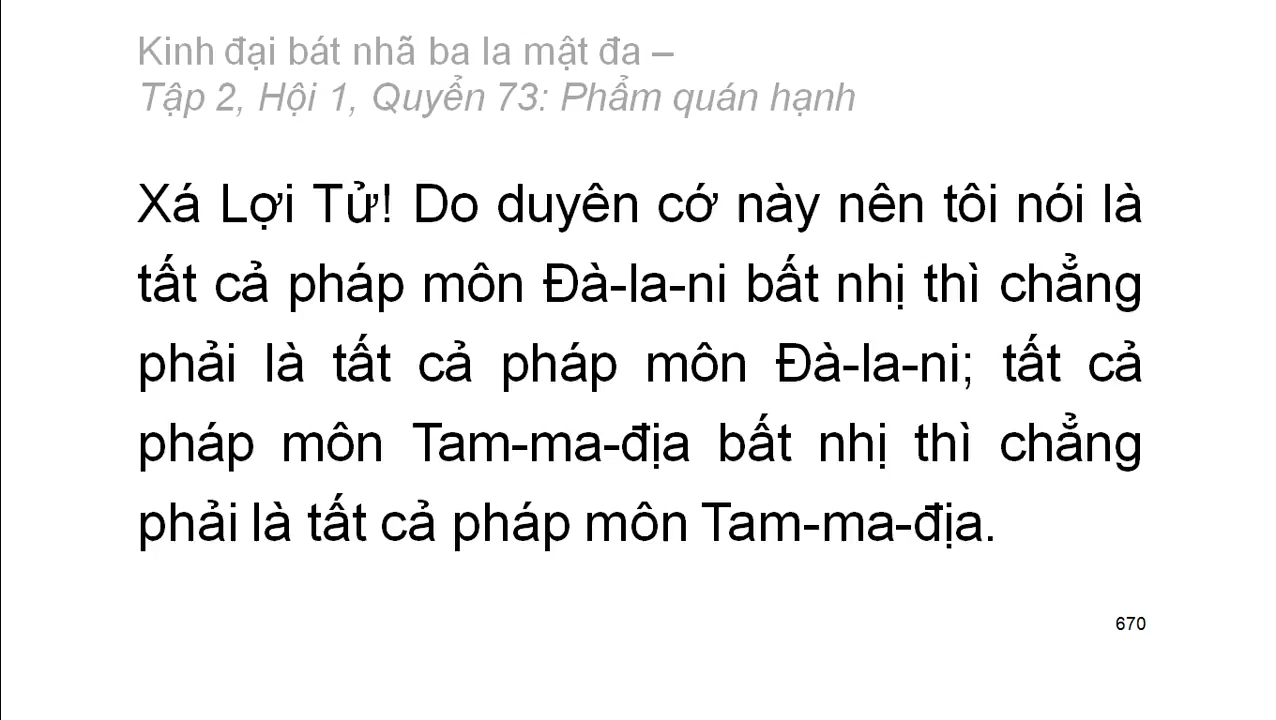 Kinh đại bát nhã ba la mật đa –
Tập 2, Hội 1, Quyển 73: Phẩm quán hạnh
Xá Lợi Tử! Do duyên cớ này nên tôi nói là
tất cả pháp môn Đà-la-ni bất nhị thì chẳng
phải là tất cả pháp môn Đà-la-ni; tất cả
pháp môn Tam-ma-địa bất nhị thì chẳng
phải là tất cả pháp môn Tam-ma-địa.
670